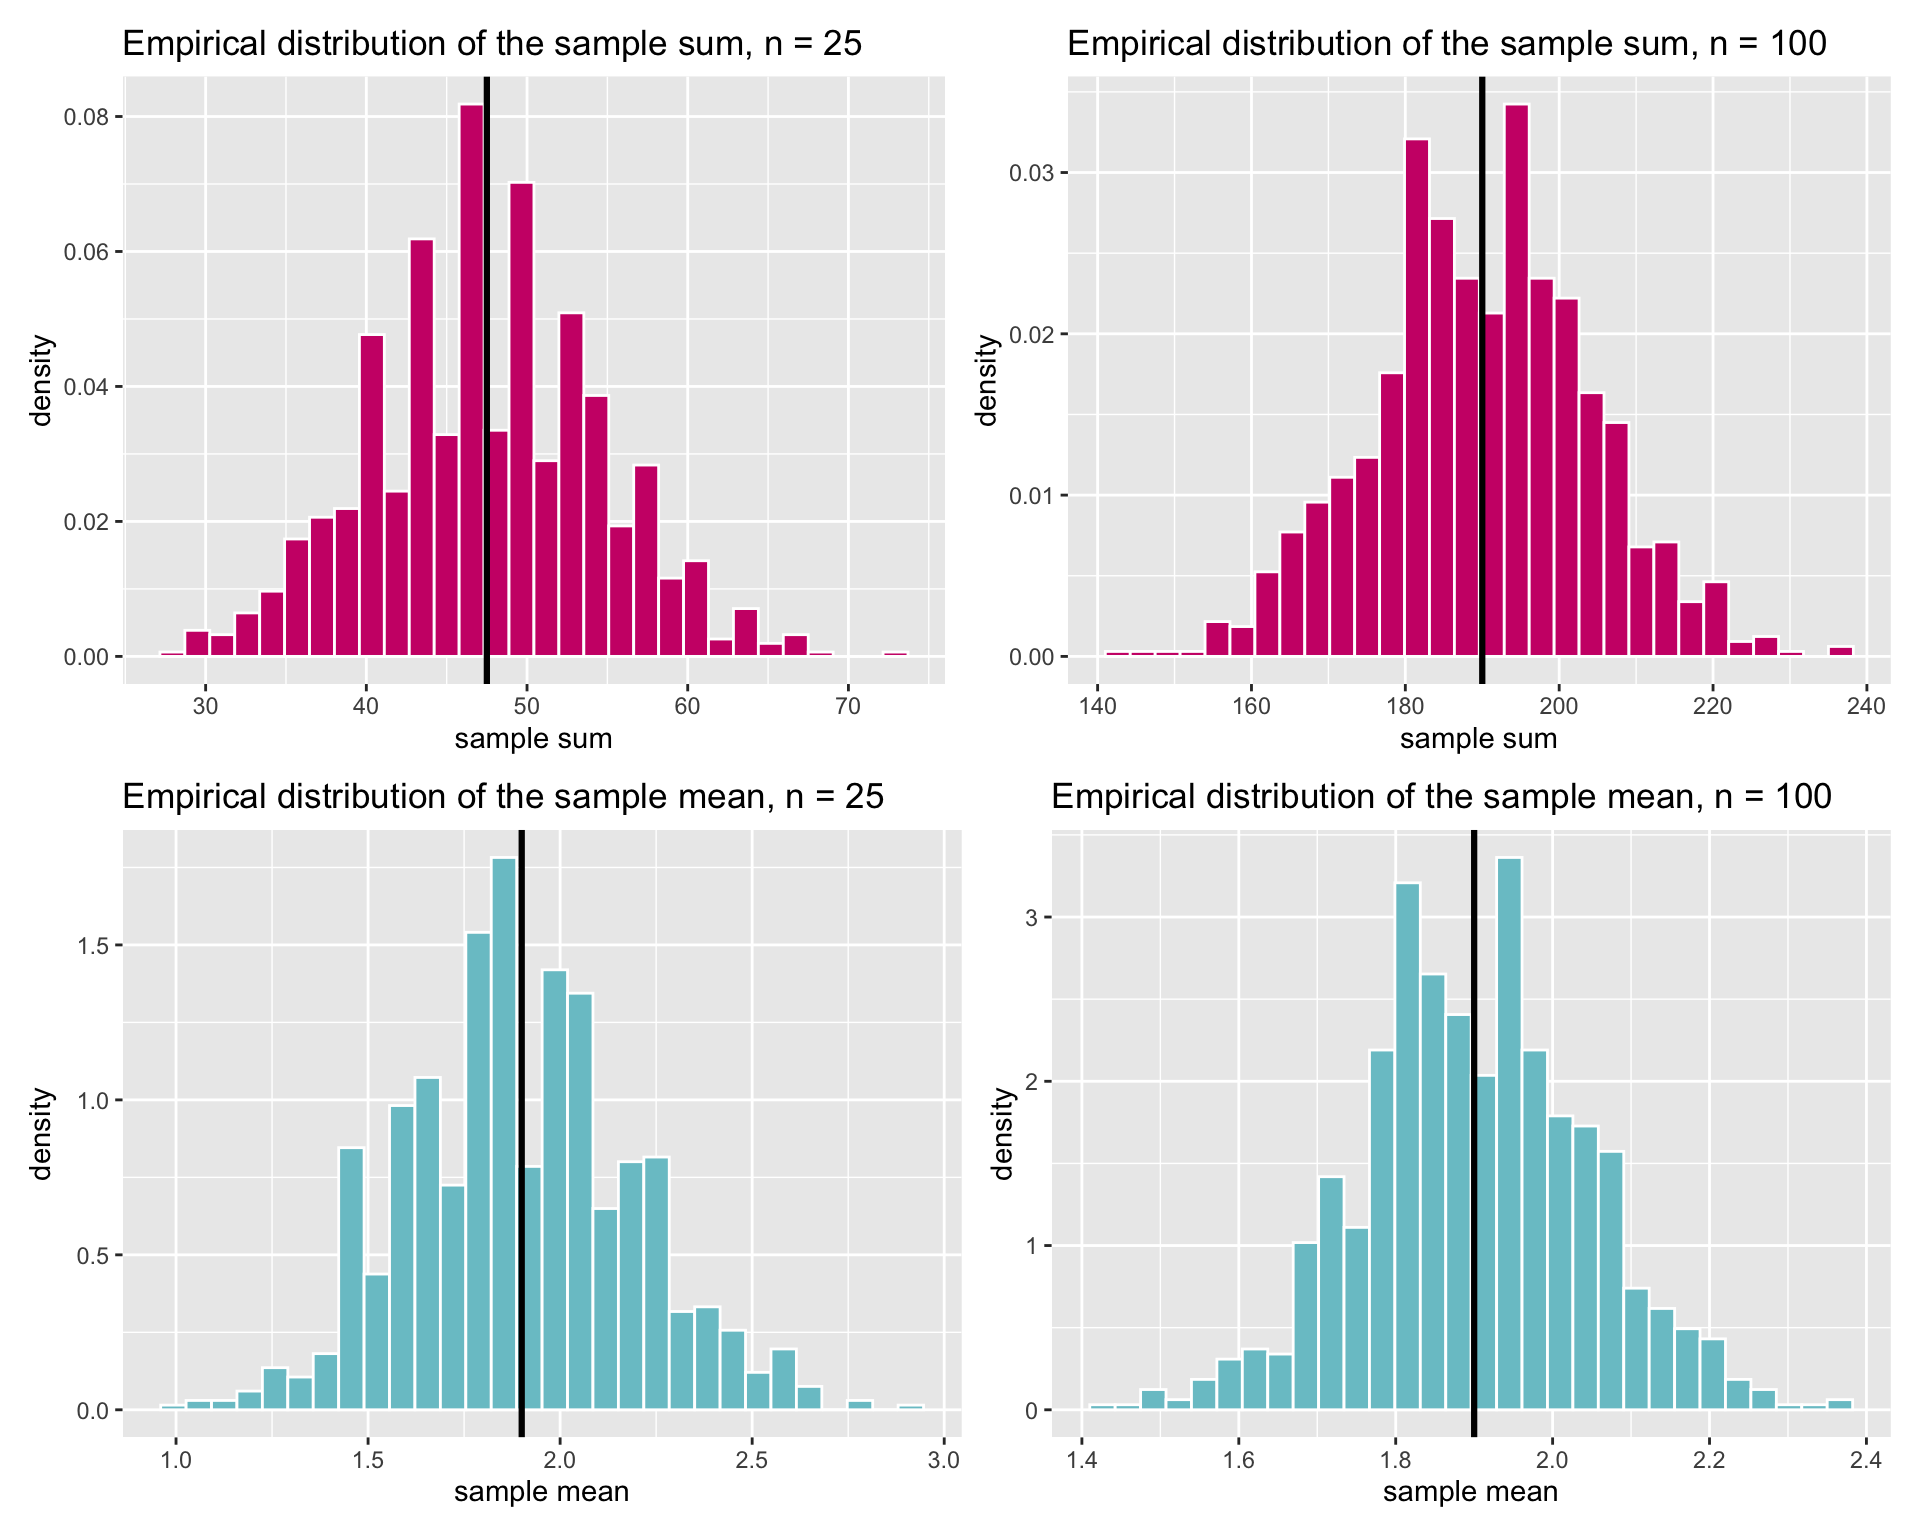 Empirical distribution of the sample sum, n = 25
0.08
0.06
0.04
0.02
0.00
density
30 40 50 60 70
sample sum
Empirical distribution of the sample sum, n = 100
0.03
0.02
0.01
0.00
density
140 160 180 200 220 240
sample sum
Empirical distribution of the sample mean, n = 25
1.5
1.0
0.5
0.0
density
1.0 1.5 2.0 2.5 3.0
sample mean
Empirical distribution of the sample mean, n = 100
3
2
1
0
density
1.4 1.6 1.8 2.0 2.2 2.4
sample mean